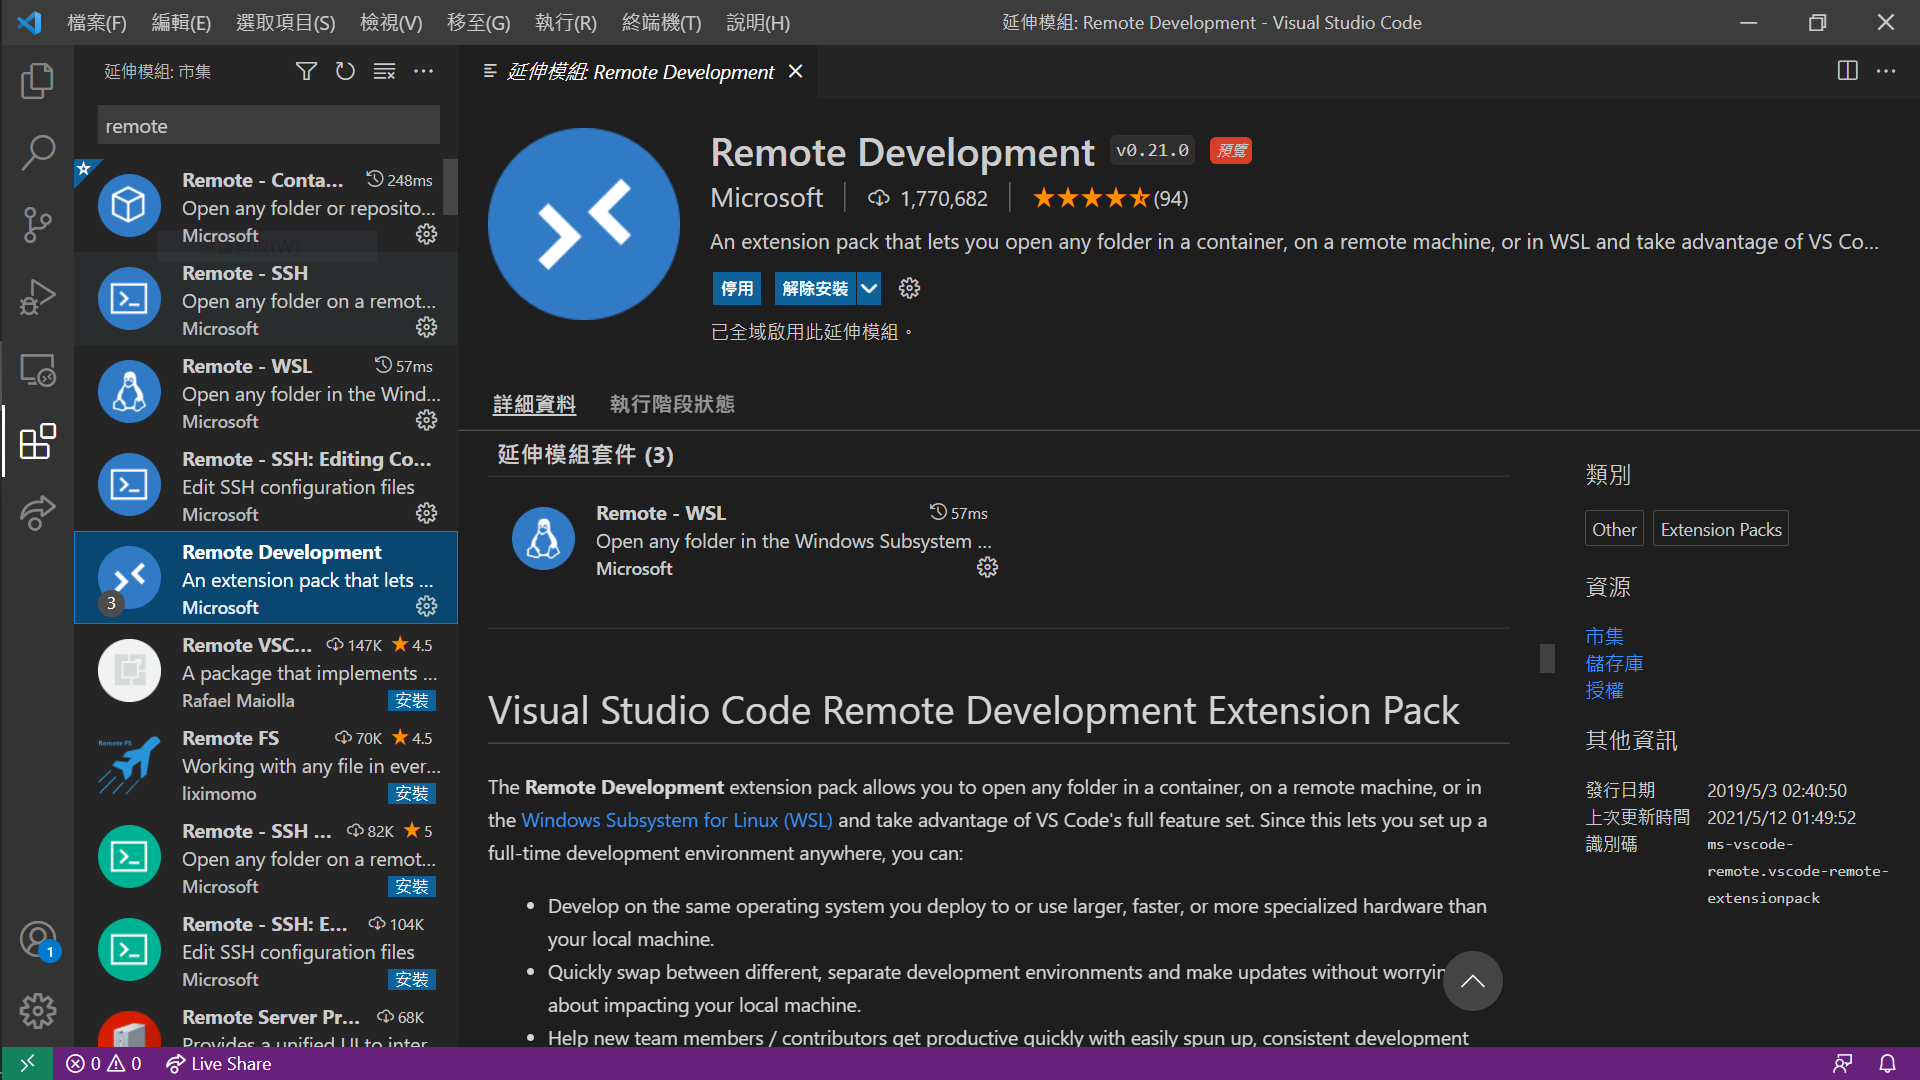 檔案(F) 編輯(E) 選取項目(S) 檢視(V) 移至(G) 執行(R) 終端機(T) 說明(H) 延伸模組: Remote Development - Visual Studio Code
延伸模組: 市集
remote
Remote - Conta... 248ms
Open any folder or reposito...
Microsoft
Remote - SSH
Open any folder on a remot...
Microsoft
Remote - WSL 57ms
Open any folder in the Wind...
Microsoft
Remote - SSH: Editing Co...
Edit SSH configuration files
Microsoft
Remote Development
An extension pack that lets ...
3
Microsoft
Remote VSC... 147K 4.5
A package that implements ...
Rafael Maiolla 安裝
Remote FS
Remote FS 70K 4.5
Working with any file in ever...
liximomo 安裝
Remote - SSH ... 82K 5
Open any folder on a remot...
Microsoft 安裝
Remote - SSH: E... 104K
Edit SSH configuration files
Microsoft 安裝
Remote Server Pr... 68K
Provides a unified UI to inter
延伸模組: Remote Development
Remote Development v0.21.0 預覽
Microsoft 1,770,682 (94)
An extension pack that lets you open any folder in a container, on a remote machine, or in WSL and take advantage of VS Co...
停用 解除安裝
已全域啟用此延伸模組。
詳細資料 執行階段狀態
延伸模組套件 (3)
Remote - WSL 57ms
Open any folder in the Windows Subsystem ...
Microsoft
Visual Studio Code Remote Development Extension Pack
The Remote Development extension pack allows you to open any folder in a container, on a remote machine, or in
the Windows Subsystem for Linux (WSL) and take advantage of VS Code's full feature set. Since this lets you set up a
full-time development environment anywhere, you can:
• Develop on the same operating system you deploy to or use larger, faster, or more specialized hardware than
your local machine.
• Quickly swap between different, separate development environments and make updates without worryin
about impacting your local machine.
• Help new team members / contributors get productive quickly with easily spun up, consistent development
類別
Other Extension Packs
資源
市集
儲存庫
授權
其他資訊
發行日期 2019/5/3 02:40:50
上次更新時間 2021/5/12 01:49:52
識別碼 ms-vscode-
remote.vscode-remote-
extensionpack
1
0 0 Live Share